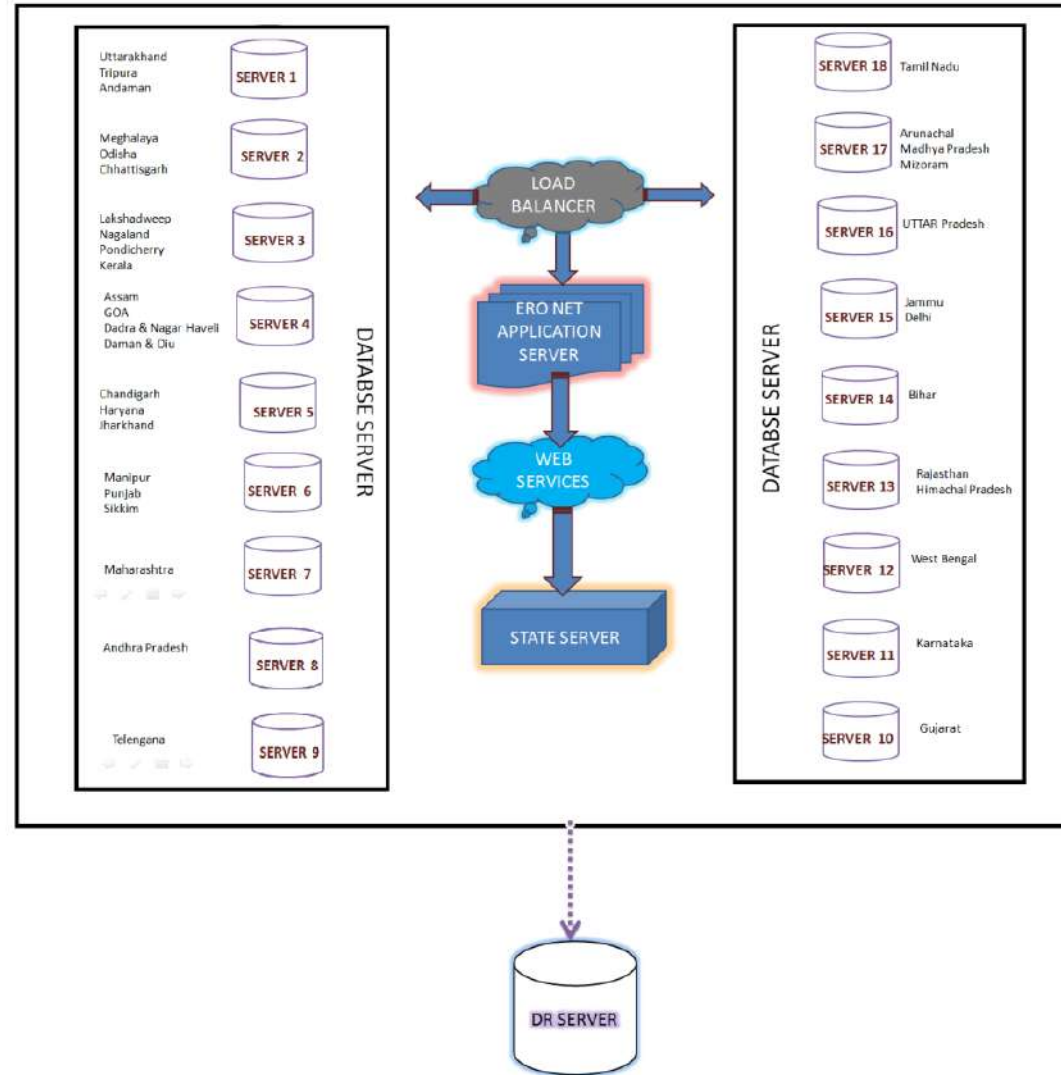 Uttarakhand
Tripura
Andaman
SERVER 1
Meghalaya
Odisha
Chhattisgarh
SERVER 2
Lakshadweep
Nagaland
Pondicherry
Kerala
SERVER 3
Assam
GOA
Dadra & Nagar Haveli
Daman & Diu
SERVER 4
Chandigarh
Haryana
Jharkhand
SERVER 5
Manipur
Punjab
Sikkim
SERVER 6
Maharashtra
SERVER 7
Andhra Pradesh
SERVER 8
Telengana
SERVER 9
DATABSE SERVER
LOAD
BALANCER
ERO NET
APPLICATION
SERVER
WEB
SERVICES
STATE SERVER
DATABSE SERVER
SERVER 18
Tamil Nadu
SERVER 17
Arunachal
Madhya Pradesh
Mizoram
SERVER 16
UTTAR Pradesh
SERVER 15
Jammu
Delhi
SERVER 14
Bihar
SERVER 13
Rajasthan
Himachal Pradesh
SERVER 12
West Bengal
SERVER 11
Karnataka
SERVER 10
Gujarat
DR SERVER